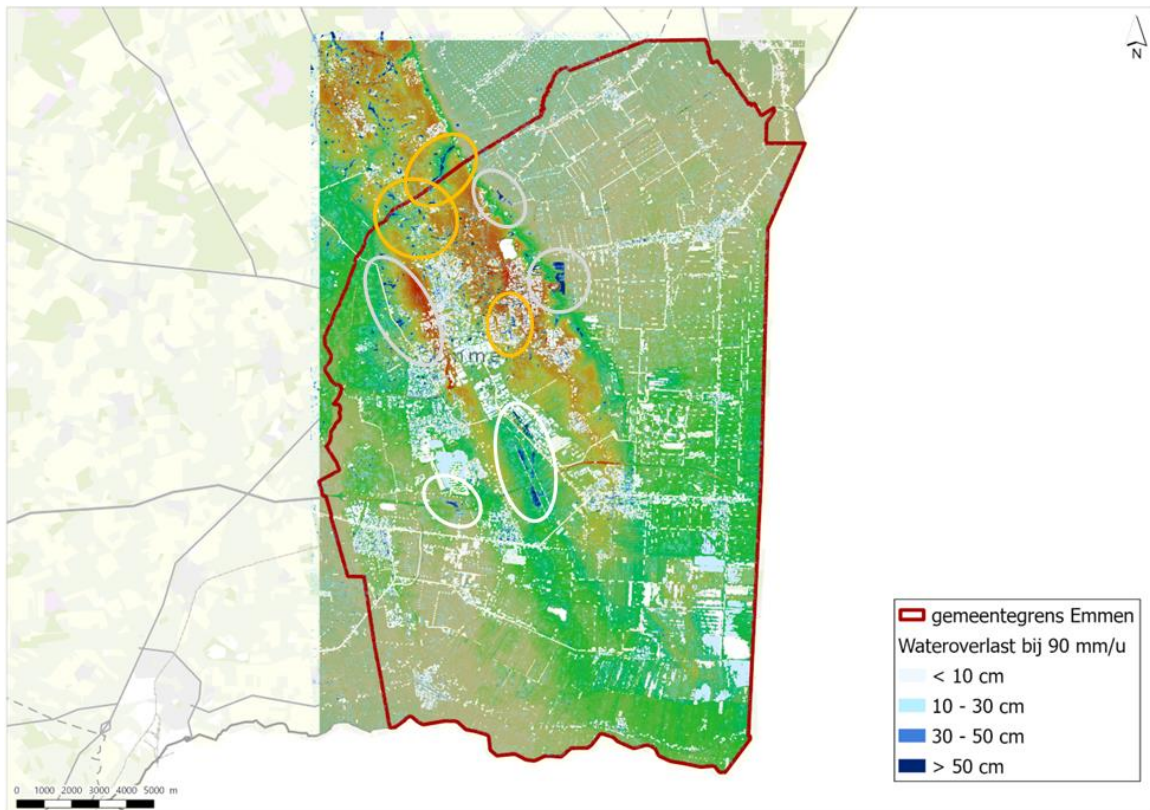 N
gemeentegrens Emmen
Wateroverlast bij 90 mm/u
< 10 cm
10 - 30 cm
30 - 50 cm
> 50 cm
0 1000 2000 3000 4000 5000 m